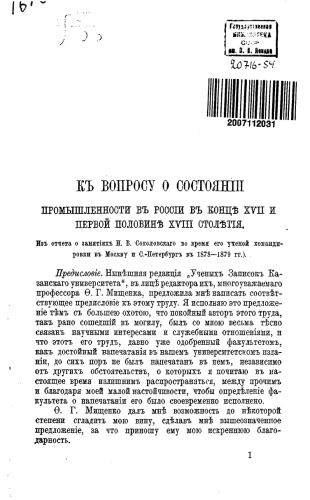 Государственная
БИБЛИОТЕКА
СССР
им. В. И. Ленина
20716-54
2007112031
КЪ ВОПРОСУ О СОСТОЯНІИ
ПРОМЫШЛЕННОСТИ ВЪ РОССІИ ВЪ КОНЦѢ XVII И
ПЕРВОЙ ПОЛОВИНѢ XVIII СТОЛѢТІЯ.
(Изъ отчета о занятіяхъ Н. В. Соколовскаго во время его ученой командировки въ Москву и С.-Петербургъ въ 1878—1879 гг.).
Предисловіе. Нынѣшняя редакція „Ученыхъ Записокъ Казанскаго
университета“, въ лицѣ редактора ихъ, многоуважаемаго
профессора Ѳ. Г. Мищенка, предложила мнѣ написать соотвѣтствующее
предисловіе къ этому труду. Я исполняю это предложеніе
тѣмъ съ большею охотою, что покойный авторъ этого труда,
такъ рано сошедшій въ могилу, былъ со мною весьма тѣсно
связанъ научными интересами и служебными отношеніями, и
что этотъ его трудъ, давно уже одобренный факультетомъ,
какъ достойный напечатанія въ нашемъ университетскомъ изданіи,
до сихъ поръ не былъ напечатанъ въ немъ, независимо
отъ другихъ обстоятельствъ, о которыхъ я почитаю въ настоящее
время излишнимъ распространяться, между прочимъ
и благодаря моей малой настойчивости, чтобы опредѣленіе факультета
о напечатаніи его было своевременно исполнено.
Ѳ. Г. Мищенко далъ мнѣ возможность до нѣкоторой
степени сгладить мою вину, сдѣлавъ мнѣ вышеозначенное
предложеніе, за что приношу ему мою искреннюю благодарность.
1